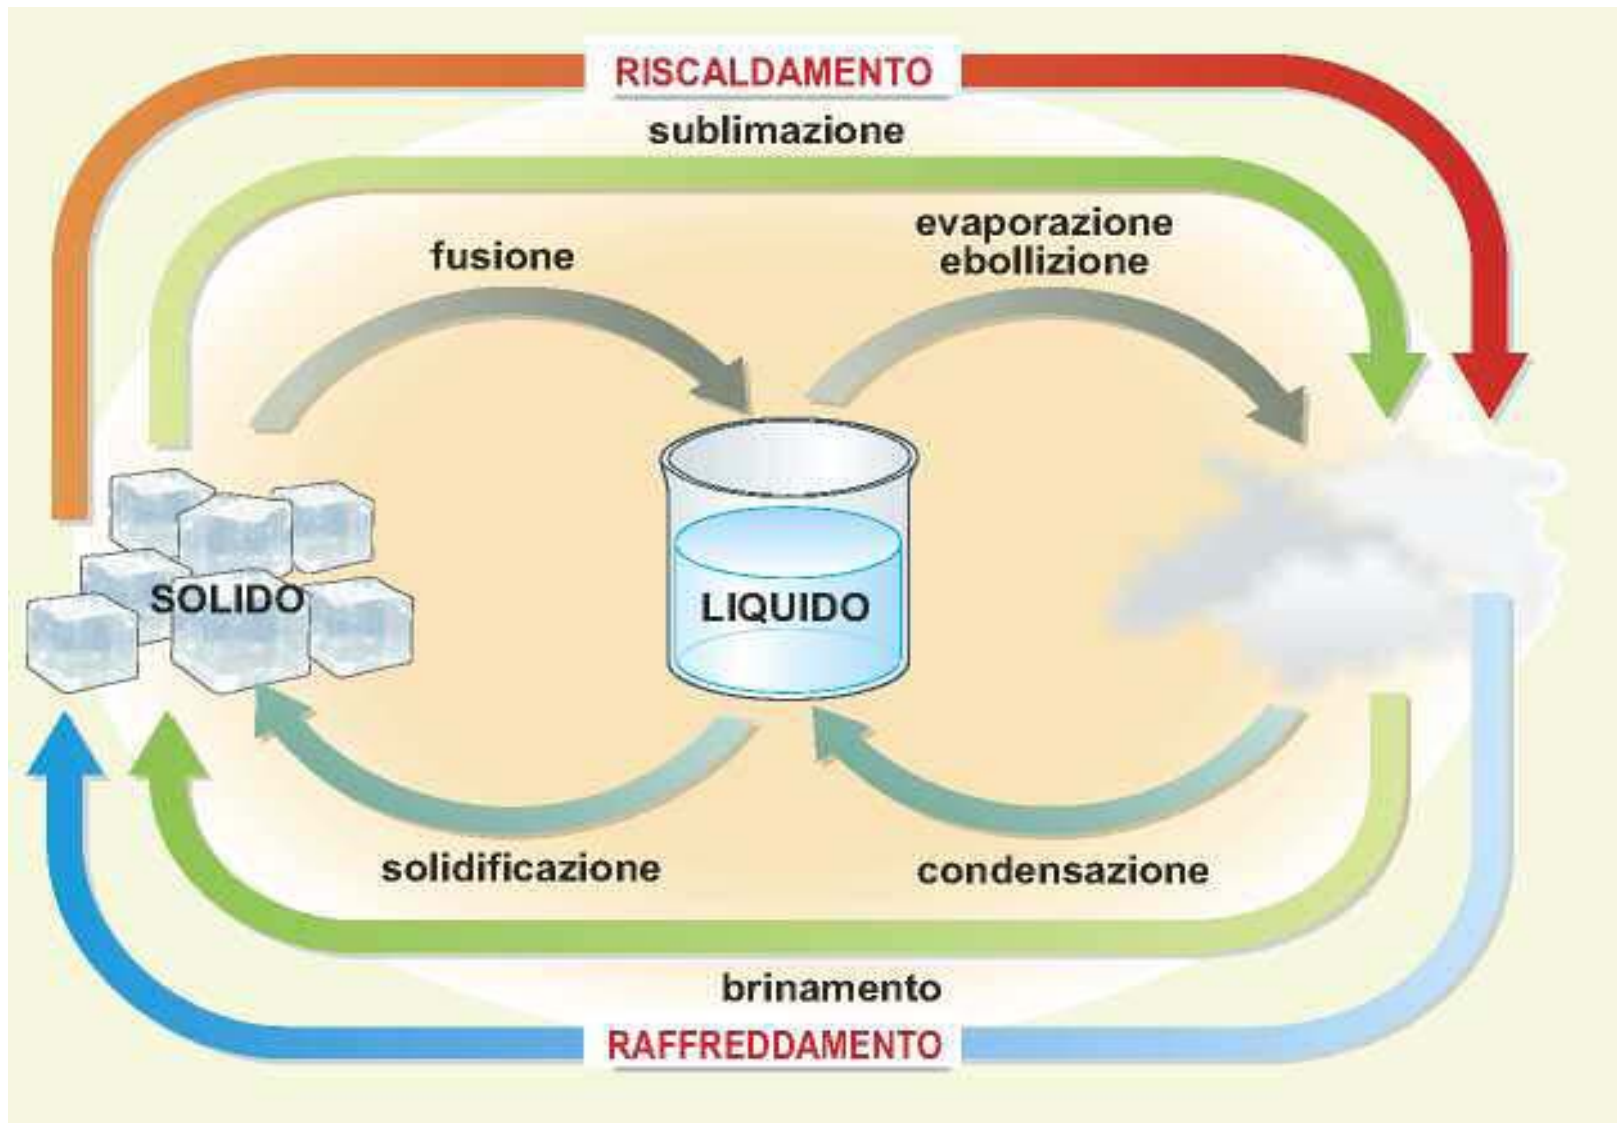 RISCALDAMENTO
sublimazione
fusione
evaporazione
ebollizione
SOLIDO
LIQUIDO
solidificazione
condensazione
brinamento
RAFFREDDAMENTO